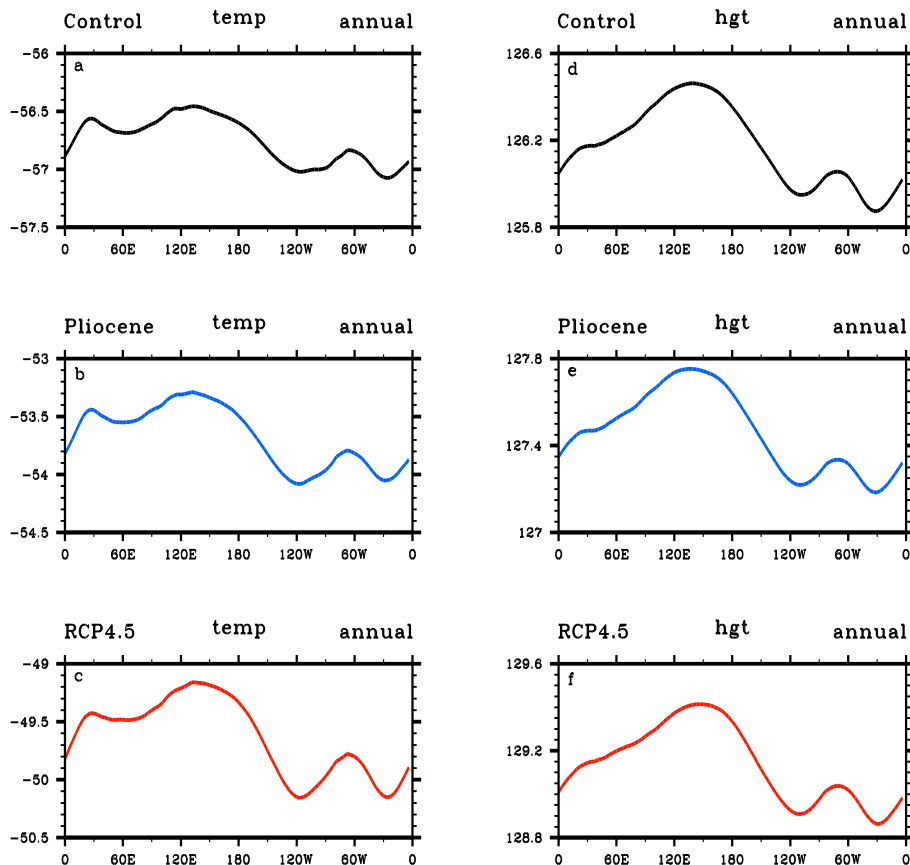 Control temp annual
-56
a
-56.5
-57
-57.5
0 60E 120E 180 120W 60W 0
Control hgt annual
126.6
d
126.2
125.8
0 60E 120E 180 120W 60W 0
Pliocene temp annual
-53
b
-53.5
-54
-54.5
0 60E 120E 180 120W 60W 0
Pliocene hgt annual
127.8
e
127.4
127
0 60E 120E 180 120W 60W 0
RCP4.5 temp annual
-49
c
-49.5
-50
-50.5
0 60E 120E 180 120W 60W 0
RCP4.5 hgt annual
129.6
f
129.2
128.8
0 60E 120E 180 120W 60W 0